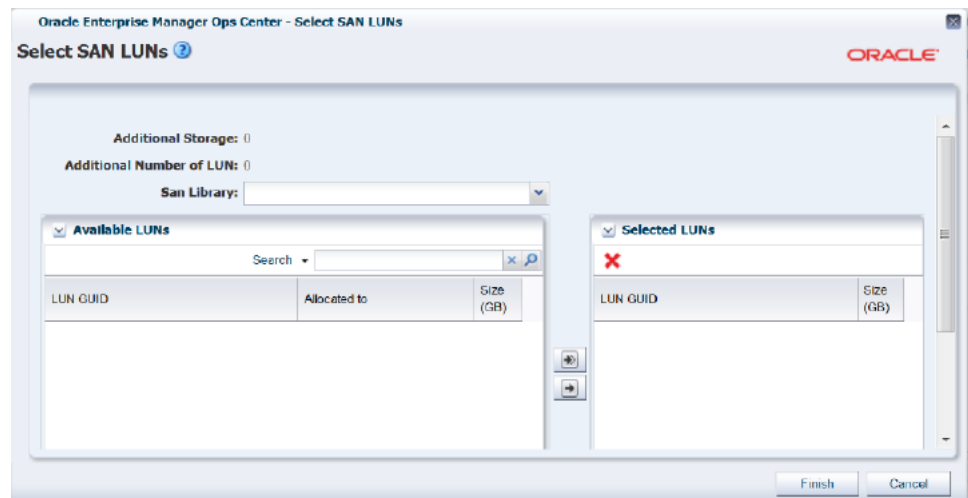 Oracle Enterprise Manager Ops Center - Select SAN LUNs
Select SAN LUNs ?
ORACLE
Additional Storage: 0
Additional Number of LUN: 0
San Library:
Available LUNs
Selected LUNs
Search
LUN GUID
Allocated to
Size
(GB)
LUN GUID
Size
(GB)
Finish
Cancel